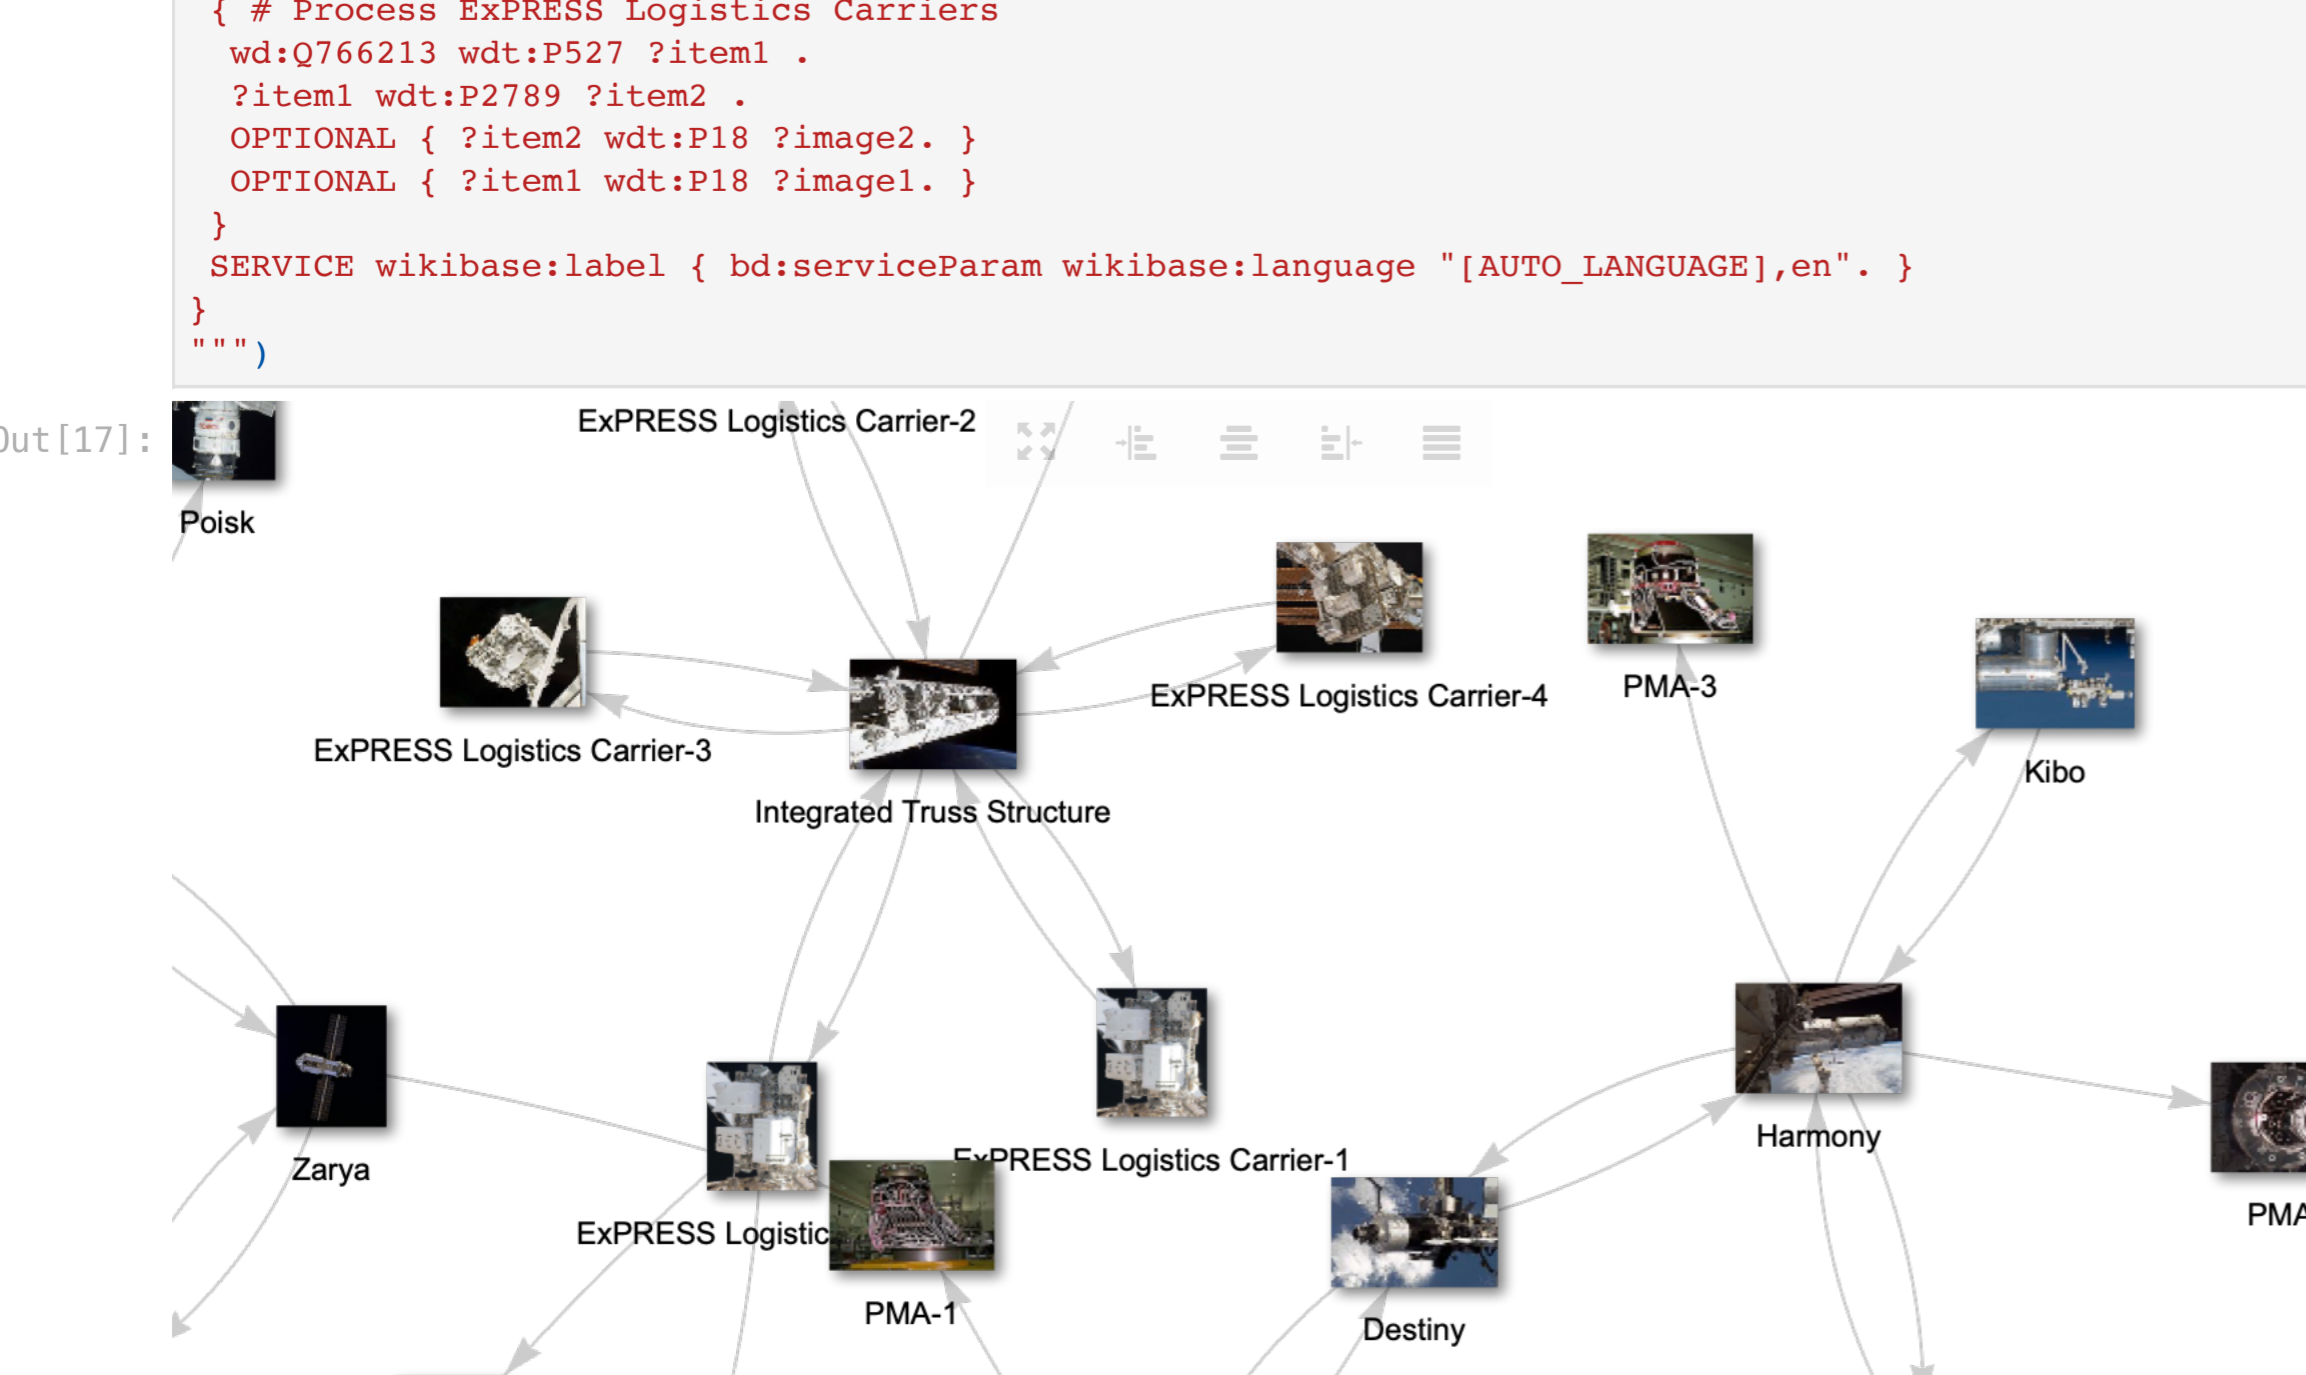 { # Process ExPRESS Logistics Carriers
wd:Q766213 wdt:P527 ?item1 .
?item1 wdt:P2789 ?item2 .
OPTIONAL { ?item2 wdt:P18 ?image2. }
OPTIONAL { ?item1 wdt:P18 ?image1. }
}
SERVICE wikibase:label { bd:serviceParam wikibase:language "[AUTO_LANGUAGE],en". }
}
""")
Out[17]:
ExPRESS Logistics Carrier-2
Poisk
ExPRESS Logistics Carrier-4
PMA-3
ExPRESS Logistics Carrier-3
Kibo
Integrated Truss Structure
Harmony
ExPRESS Logistics Carrier-1
Zarya
PMA
ExPRESS Logistic
PMA-1
Destiny